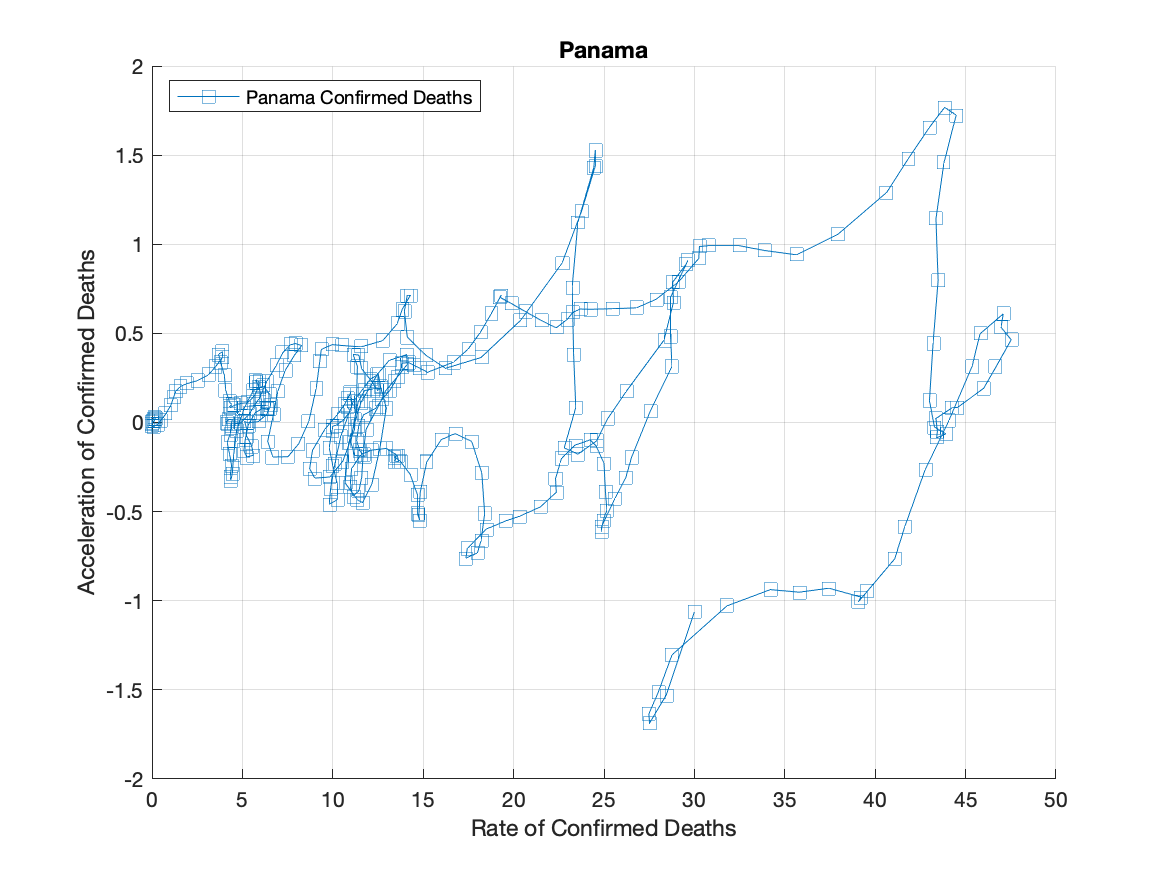 Panama
Panama Confirmed Deaths
2
1.5
1
0.5
0
-0.5
-1
-1.5
-2
Acceleration of Confirmed Deaths
0 5 10 15 20 25 30 35 40 45 50
Rate of Confirmed Deaths